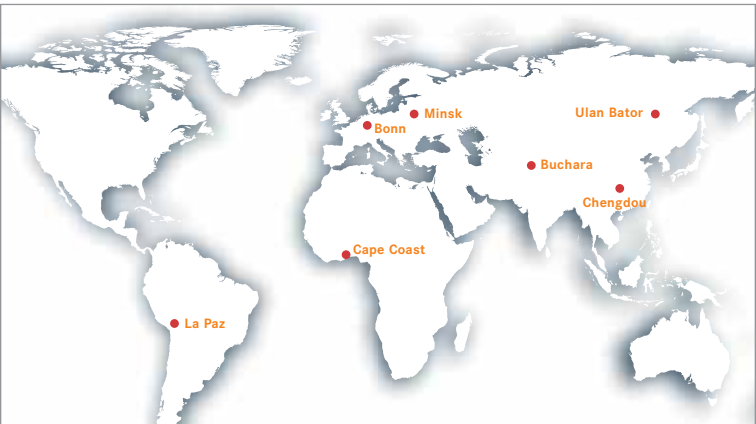 Minsk
Ulan Bator
Bonn
Buchara
Chengdou
Cape Coast
La Paz